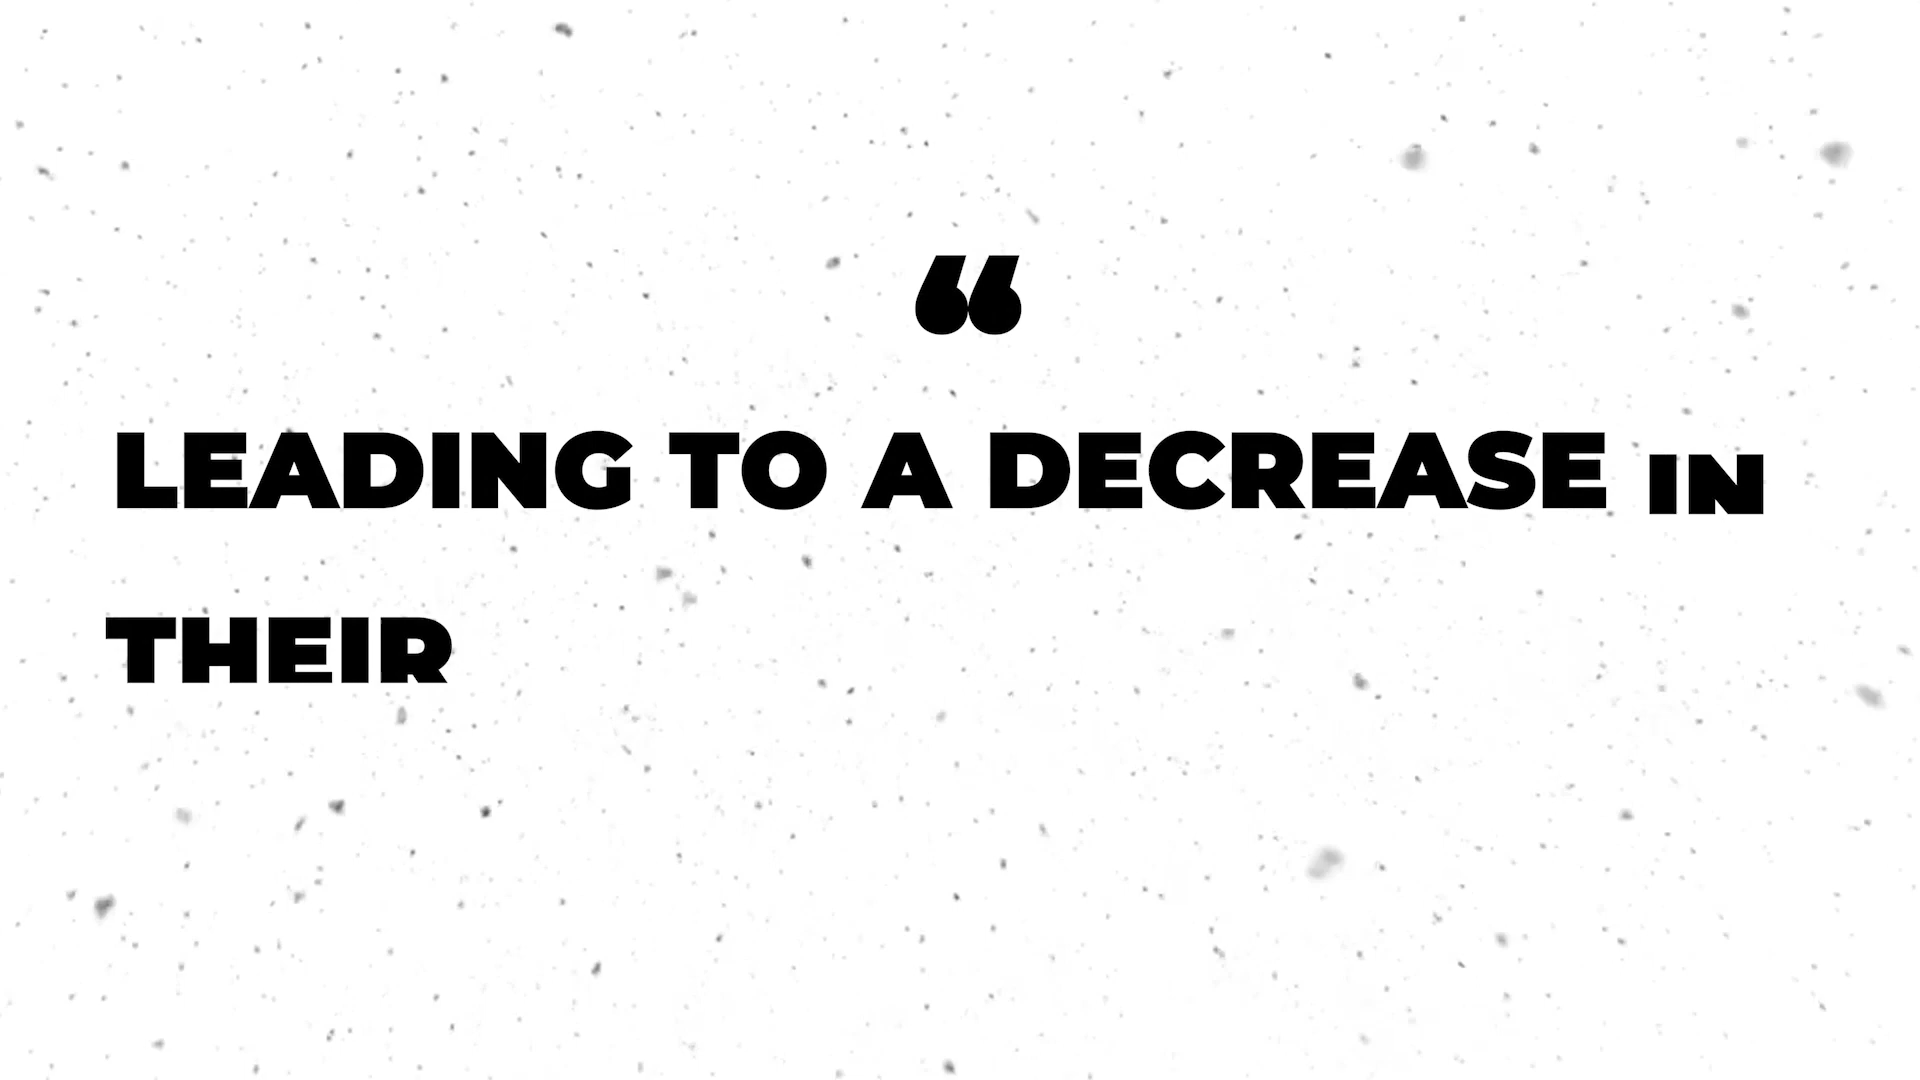 “
LEADING TO A DECREASE IN
THEIR